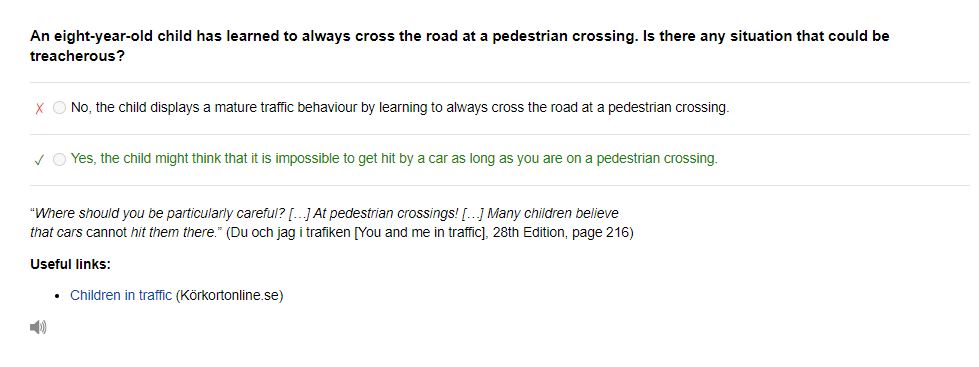 An eight-year-old child has learned to always cross the road at a pedestrian crossing. Is there any situation that could be
treacherous?
✗ No, the child displays a mature traffic behaviour by learning to always cross the road at a pedestrian crossing.
✓ Yes, the child might think that it is impossible to get hit by a car as long as you are on a pedestrian crossing.
“Where should you be particularly careful? [...] At pedestrian crossings! [...] Many children believe
that cars cannot hit them there.” (Du och jag i trafiken [You and me in traffic], 28th Edition, page 216)
Useful links:
• Children in traffic (Körkortonline.se)